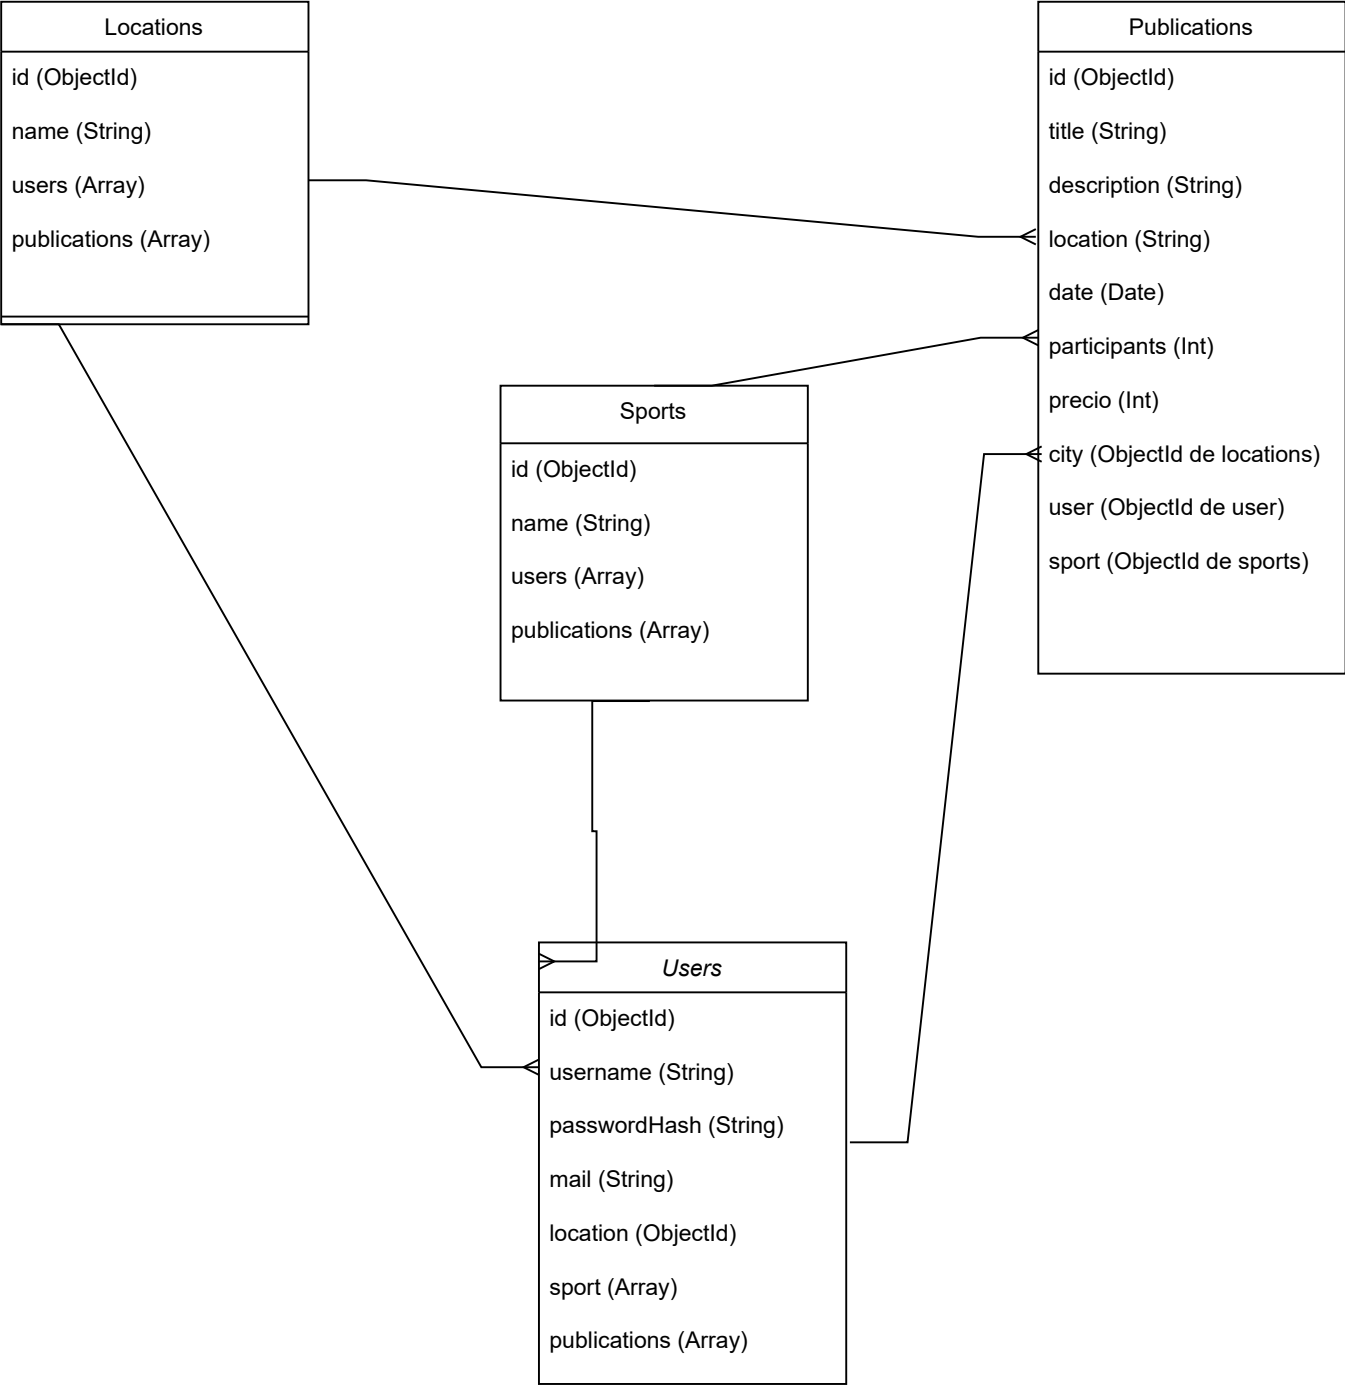 Locations
id (ObjectId)
name (String)
users (Array)
publications (Array)
Publications
id (ObjectId)
title (String)
description (String)
location (String)
date (Date)
participants (Int)
precio (Int)
city (ObjectId de locations)
user (ObjectId de user)
sport (ObjectId de sports)
Sports
id (ObjectId)
name (String)
users (Array)
publications (Array)
Users
id (ObjectId)
username (String)
passwordHash (String)
mail (String)
location (ObjectId)
sport (Array)
publications (Array)